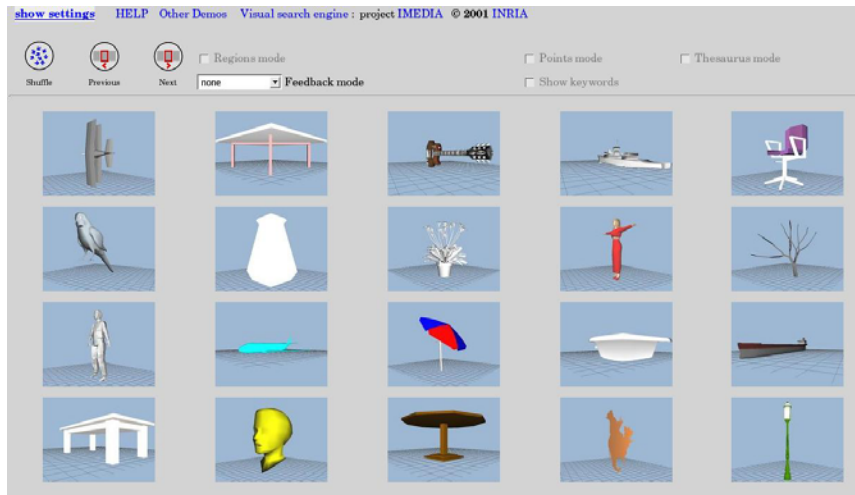 show settings HELP Other Demos Visual search engine : project IMEDIA © 2001 INRIA
Regions mode Points mode Thesaurus mode
Shuffle Previous Next none Feedback mode Show keywords